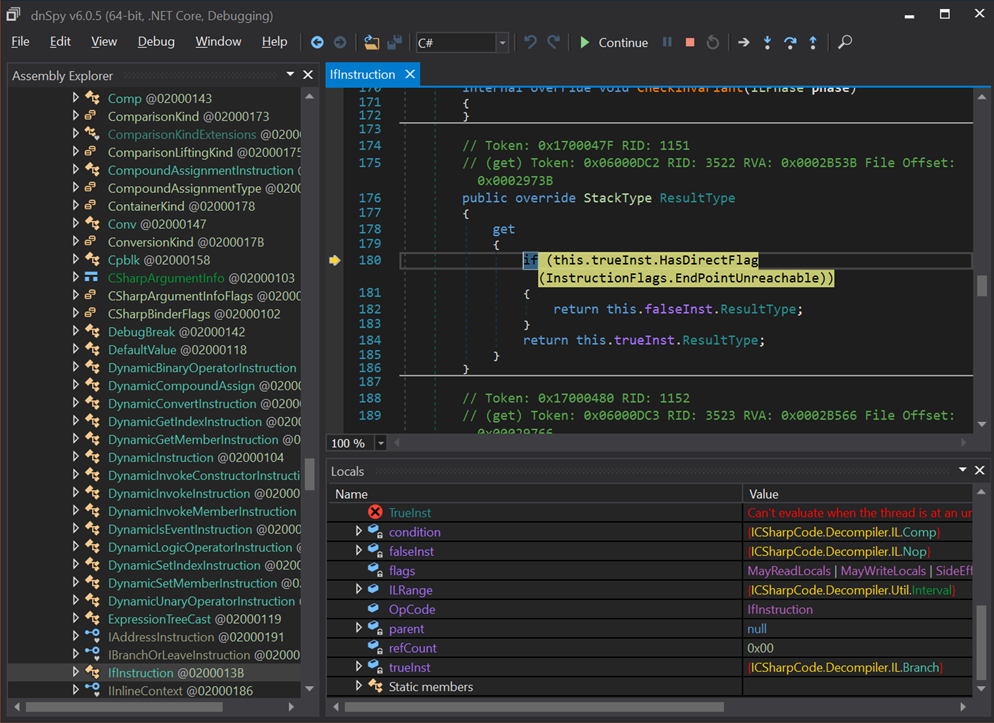 dnSpy v6.0.5 (64-bit, .NET Core, Debugging)
File Edit View Debug Window Help C# Continue
Assembly Explorer
Comp @02000143
ComparisonKind @02000173
ComparisonKindExtensions @0200
ComparisonLiftingKind @02000175
CompoundAssignmentInstruction
CompoundAssignmentType @0200
ContainerKind @02000178
Conv @02000147
ConversionKind @0200017B
Cpblk @02000158
CSharpArgumentInfo @02000103
CSharpArgumentInfoFlags @02000
CSharpBinderFlags @02000102
DebugBreak @02000142
DefaultValue @02000118
DynamicBinaryOperatorInstruction
DynamicCompoundAssign @0200
DynamicConvertInstruction @0200
DynamicGetIndexInstruction @020
DynamicGetMemberInstruction @0
DynamicInstruction @02000104
DynamicInvokeConstructorInstructi
DynamicInvokeInstruction @02000
DynamicInvokeMemberInstruction
DynamicIsEventInstruction @0200
DynamicLogicOperatorInstruction
DynamicSetIndexInstruction @020
DynamicSetMemberInstruction @0
DynamicUnaryOperatorInstruction
ExpressionTreeCast @02000119
IAddressInstruction @02000191
IBranchOrLeaveInstruction @0200
IfInstruction @0200013B
IInlineContext @02000186
IfInstruction
170 internal override void CheckInvariant(ILPhase phase)
171 {
172 }
173
174 // Token: 0x1700047F RID: 1151
175 // (get) Token: 0x06000DC2 RID: 3522 RVA: 0x0002B53B File Offset:
0x0002973B
176 public override StackType ResultType
177 {
178 get
179 {
180 if (this.trueInst.HasDirectFlag
(InstructionFlags.EndPointUnreachable))
181 {
182 return this.falseInst.ResultType;
183 }
184 return this.trueInst.ResultType;
185 }
186 }
187
188 // Token: 0x17000480 RID: 1152
189 // (get) Token: 0x06000DC3 RID: 3523 RVA: 0x0002B566 File Offset:
0x00029766
100 %
Locals
Name Value
TrueInst Can't evaluate when the thread is at an un
condition {ICSharpCode.Decompiler.IL.Comp}
falseInst {ICSharpCode.Decompiler.IL.Nop}
flags MayReadLocals | MayWriteLocals | SideEff
ILRange {ICSharpCode.Decompiler.Util.Interval}
OpCode IfInstruction
parent null
refCount 0x00
trueInst {ICSharpCode.Decompiler.IL.Branch}
Static members